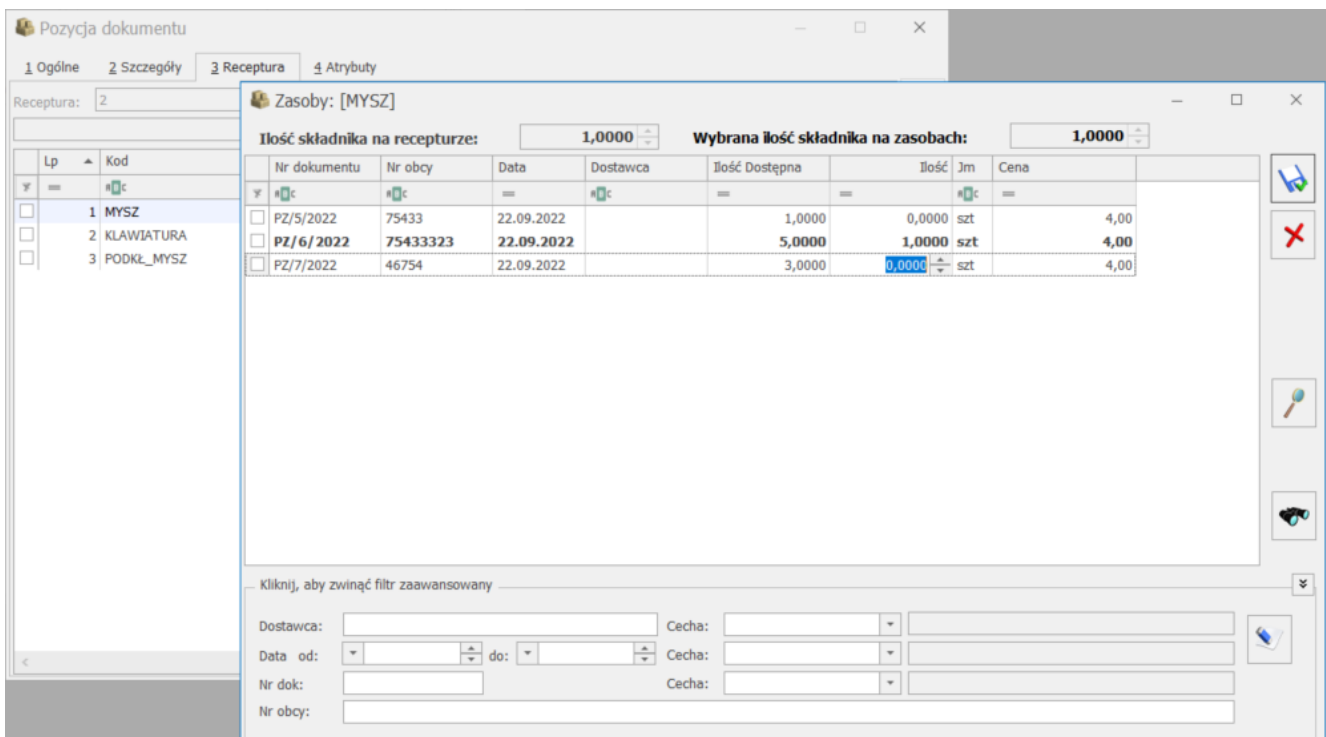 Pozycja dokumentu
1 Ogólne 2 Szczegóły 3 Receptura 4 Atrybuty
Receptura: 2
Lp Kod
1 MYSZ
2 KLAWIATURA
3 PODKŁ_MYSZ
Zasoby: [MYSZ]
Ilość składnika na recepturze: 1,0000 Wybrana ilość składnika na zasobach: 1,0000
Nr dokumentu Nr obcy Data Dostawca Ilość Dostępna Ilość Jm Cena
PZ/5/2022 75433 22.09.2022 1,0000 0,0000 szt 4,00
PZ/6/2022 75433323 22.09.2022 5,0000 1,0000 szt 4,00
PZ/7/2022 46754 22.09.2022 3,0000 0,0000 szt 4,00
Kliknij, aby zwinąć filtr zaawansowany
Dostawca: Cecha:
Data od: do: Cecha:
Nr dok: Cecha:
Nr obcy: